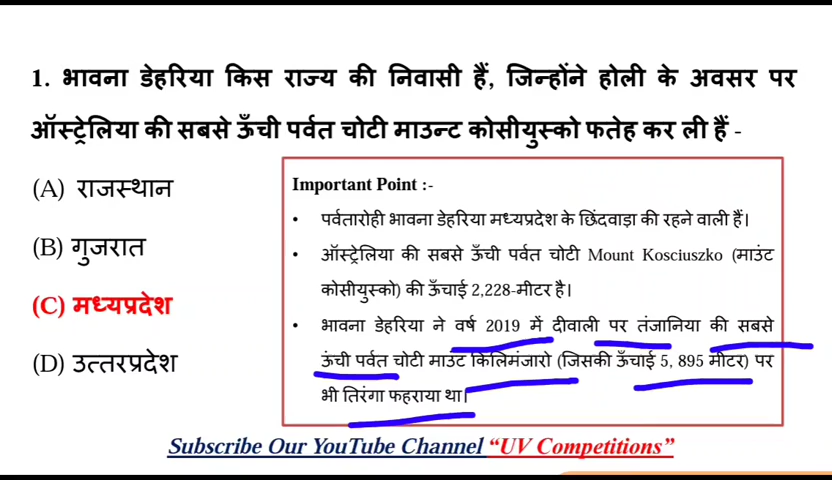 1. भावना डेहरिया किस राज्य की निवासी हैं, जिन्होंने होली के अवसर पर
ऑस्ट्रेलिया की सबसे ऊँची पर्वत चोटी माउन्ट कोसीयुस्को फतेह कर ली हैं -
(A) राजस्थान
(B) गुजरात
(C) मध्यप्रदेश
(D) उत्तरप्रदेश
Important Point :-
• पर्वतारोही भावना डेहरिया मध्यप्रदेश के छिंदवाड़ा की रहने वाली हैं।
• ऑस्ट्रेलिया की सबसे ऊँची पर्वत चोटी Mount Kosciuszko (माउंट
कोसीयुस्को) की ऊँचाई 2,228-मीटर है।
• भावना डेहरिया ने वर्ष 2019 में दीवाली पर तंजानिया की सबसे
ऊंची पर्वत चोटी माउंट किलिमंजारो (जिसकी ऊँचाई 5, 895 मीटर) पर
भी तिरंगा फहराया था।
Subscribe Our YouTube Channel “UV Competitions”